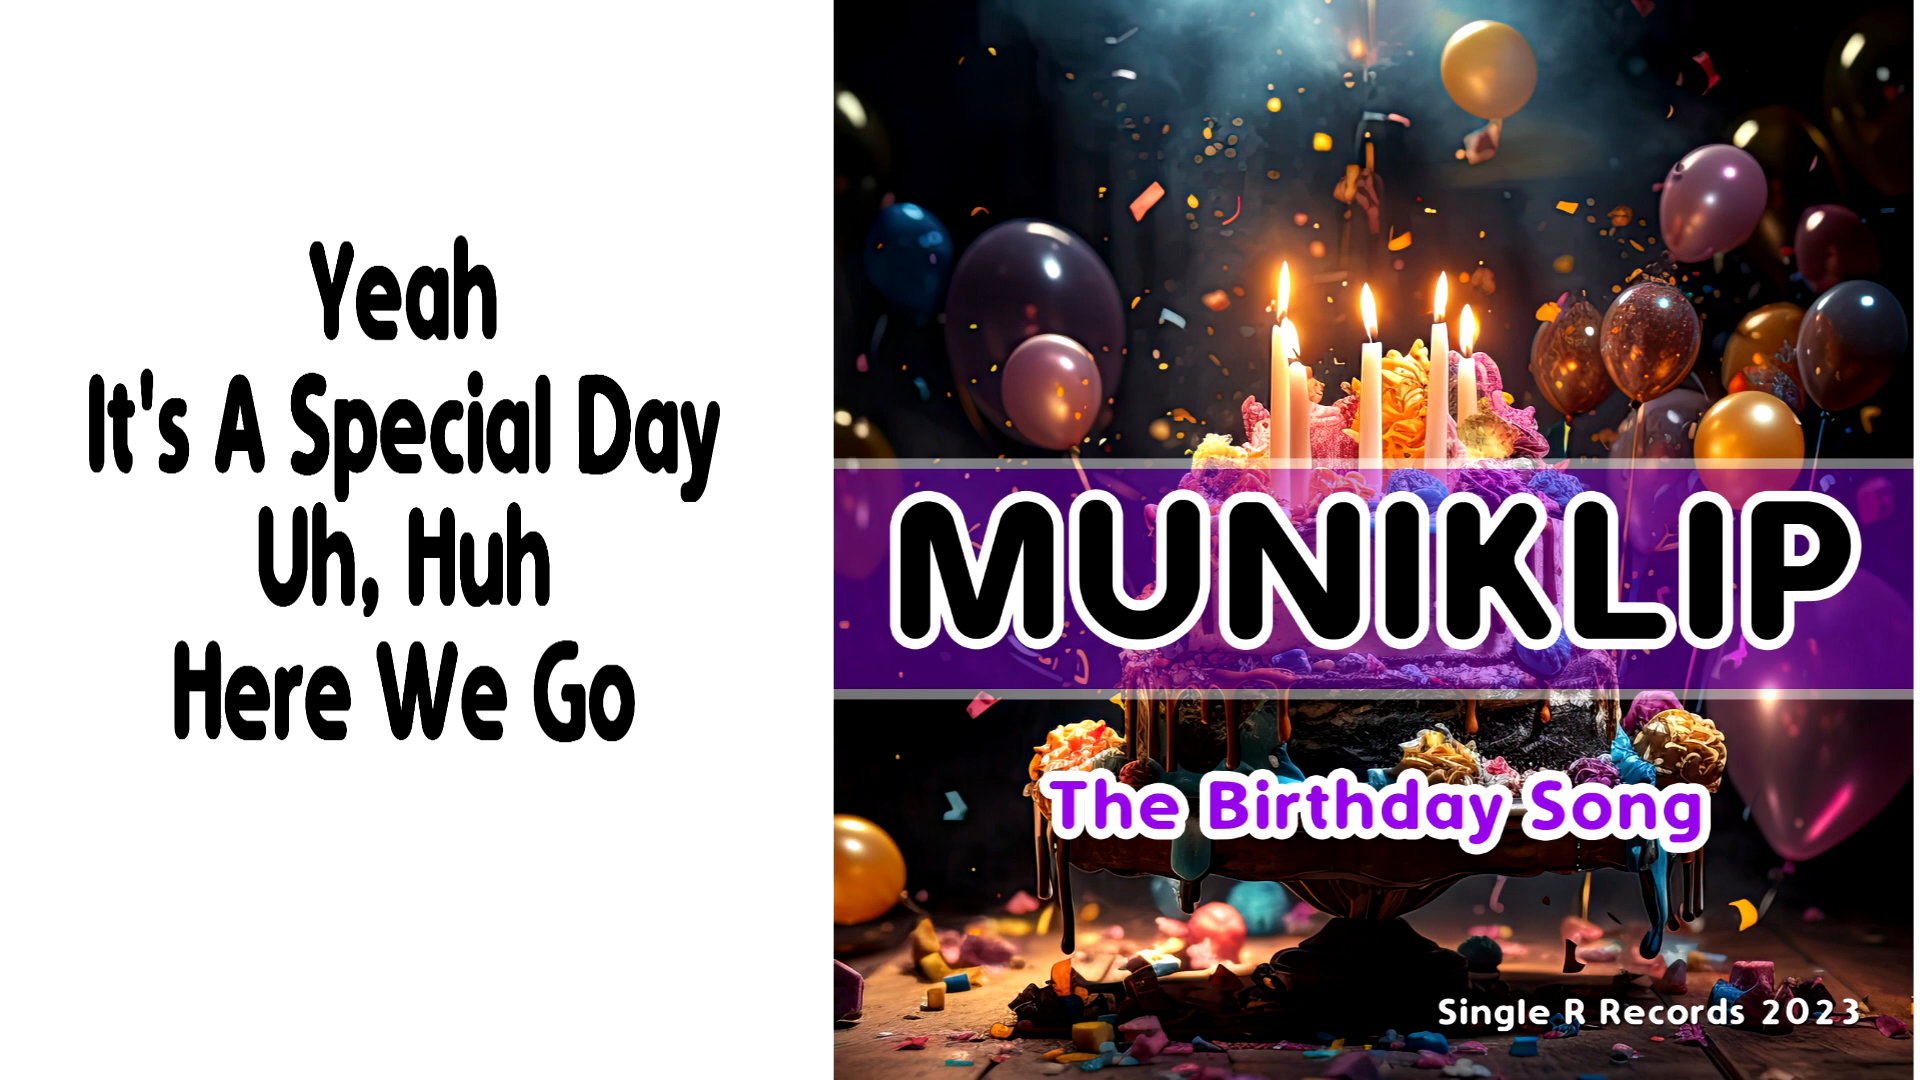 Yeah
It's A Special Day
Uh, Huh
Here We Go
MUNIKLIP
The Birthday Song
Single R Records 2023